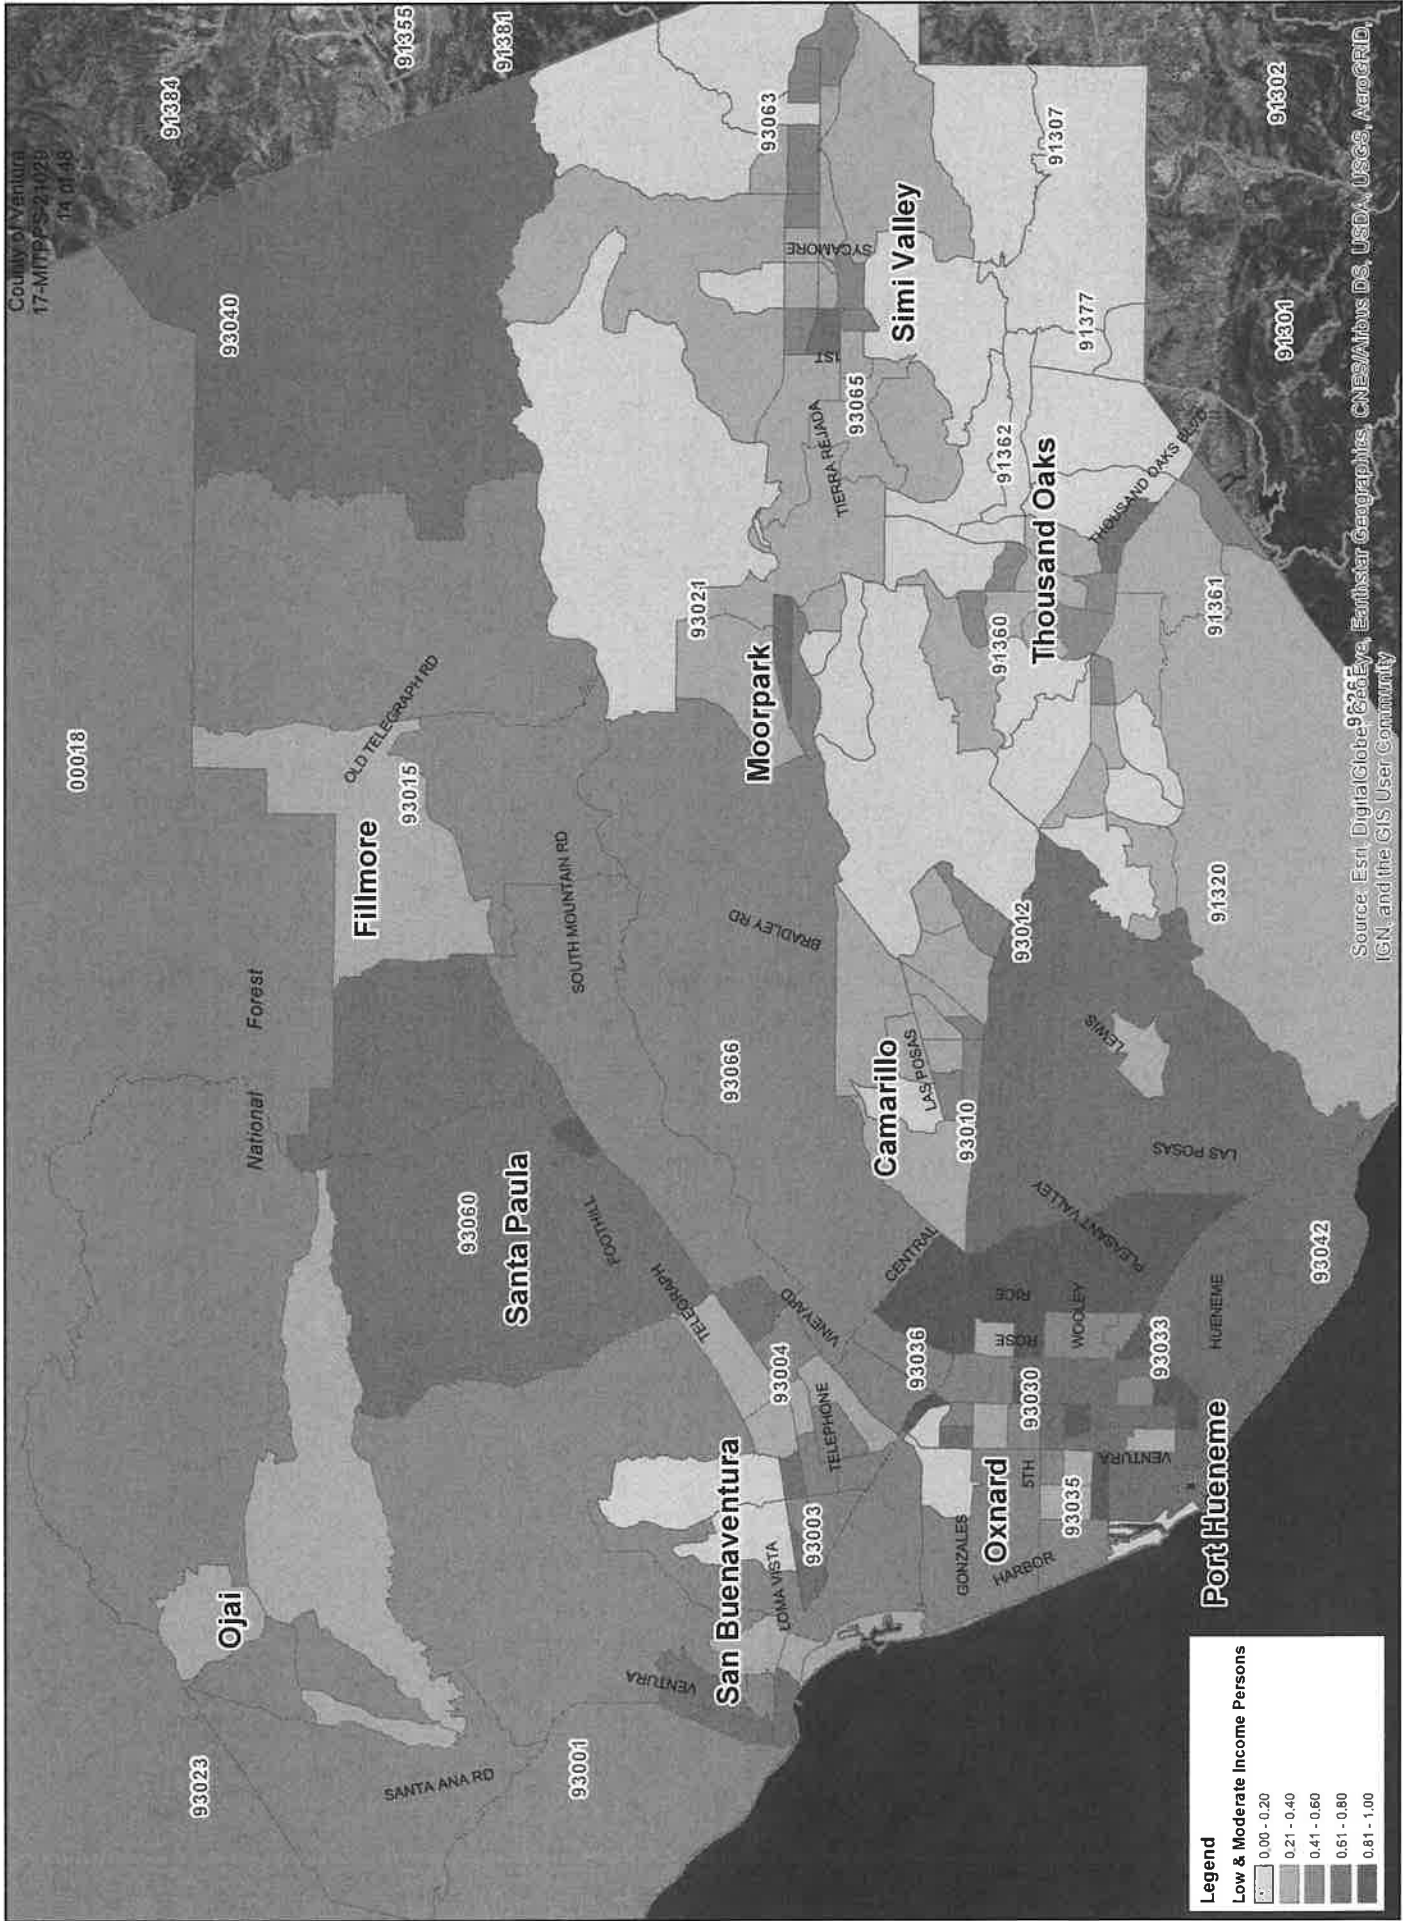 County of Ventura
17-MITPPS-21029
14 of 48
91384
91355
91381
93040
00018
National Forest
OLD TELEGRAPH RD
93015
Fillmore
SOUTH MOUNTAIN RD
93021
Moorpark
BRADLEY RD
93063
SYCAMORE
Simi Valley
1ST
93065
TIERRA REJADA
91307
91302
91377
91301
91362
Thousand Oaks
THOUSAND OAKS BLVD
91360
91361
91320
93012
93066
Camarillo
LAS POSAS
93010
LEWIS
LAS POSAS
93060
Santa Paula
FOOTHILL
TELEGRAPH
VINEYARD
CENTRAL
PLEASANT VALLEY
93042
RICE
ROSE
WOOLEY
HUENEME
93036
93033
93004
TELEPHONE
93030
San Buenaventura
93003
LOMA VISTA
VENTURA
GONZALES
Oxnard
5TH
93035
VENTURA
HARBOR
Port Hueneme
Ojai
93023
SANTA ANA RD
93001
Legend
Low & Moderate Income Persons
0.00 - 0.20
0.21 - 0.40
0.41 - 0.60
0.61 - 0.80
0.81 - 1.00
Source: Esri, DigitalGlobe, GeoEye, Earthstar Geographics, CNES/Airbus DS, USDA, USGS, AeroGRID,
IGN, and the GIS User Community